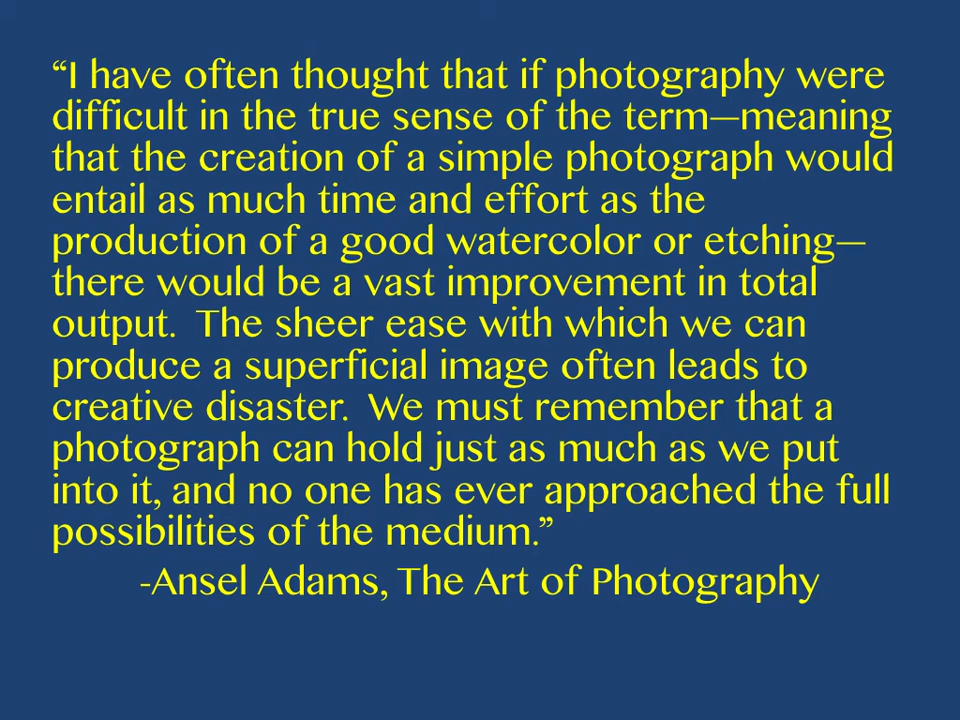 “I have often thought that if photography were
difficult in the true sense of the term—meaning
that the creation of a simple photograph would
entail as much time and effort as the
production of a good watercolor or etching—
there would be a vast improvement in total
output.  The sheer ease with which we can
produce a superficial image often leads to
creative disaster.  We must remember that a
photograph can hold just as much as we put
into it, and no one has ever approached the full
possibilities of the medium.”
-Ansel Adams, The Art of Photography